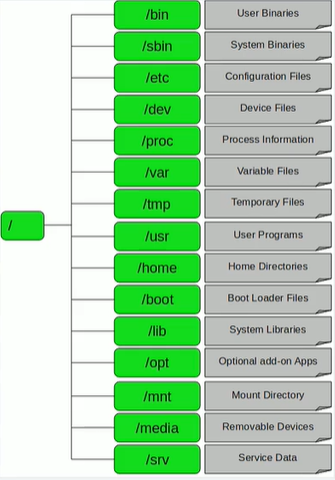 /bin User Binaries
/sbin System Binaries
/etc Configuration Files
/dev Device Files
/proc Process Information
/var Variable Files
/tmp Temporary Files
/
/usr User Programs
/home Home Directories
/boot Boot Loader Files
/lib System Libraries
/opt Optional add-on Apps
/mnt Mount Directory
/media Removable Devices
/srv Service Data